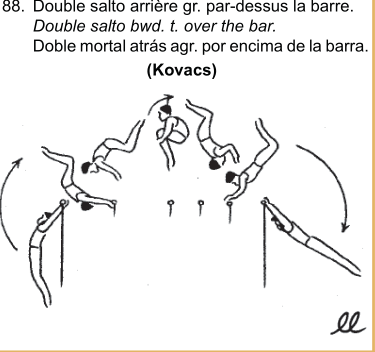 88. Double salto arrière gr. par-dessus la barre.
Double salto bwd. t. over the bar.
Doble mortal atrás agr. por encima de la barra.
(Kovacs)